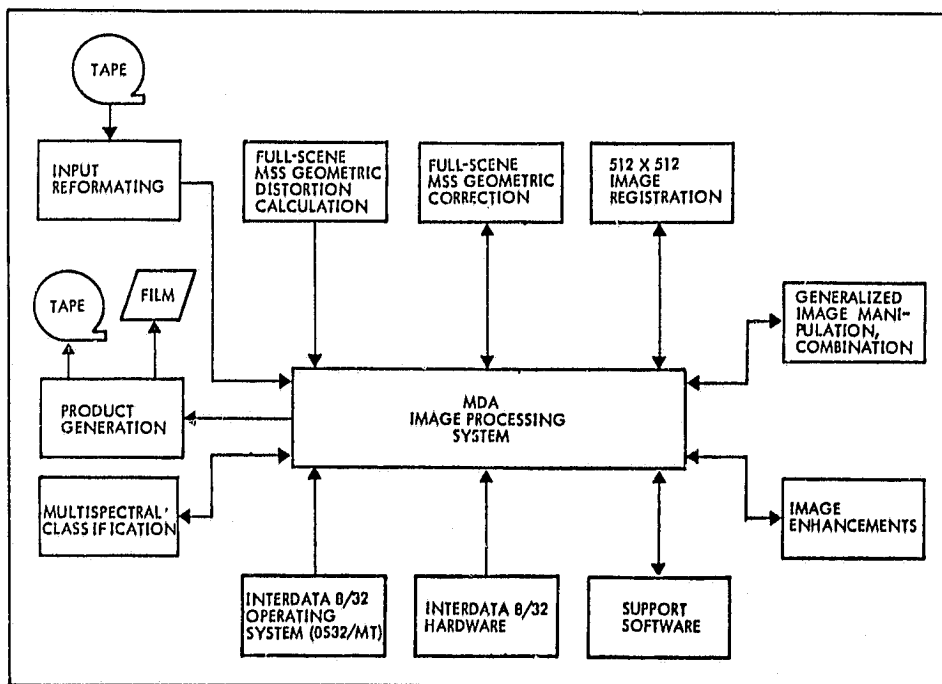 TAPE
INPUT
REFORMATING
FULL-SCENE
MSS GEOMETRIC
DISTORTION
CALCULATION
FULL-SCENE
MSS GEOMETRIC
CORRECTION
512 X 512
IMAGE
REGISTRATION
TAPE
FILM
GENERALIZED
IMAGE MANI-
PULATION,
COMBINATION
PRODUCT
GENERATION
MDA
IMAGE PROCESSING
SYSTEM
MULTISPECTRAL
CLASSIFICATION
IMAGE
ENHANCEMENTS
INTERDATA 8/32
OPERATING
SYSTEM (0532/MT)
INTERDATA 8/32
HARDWARE
SUPPORT
SOFTWARE